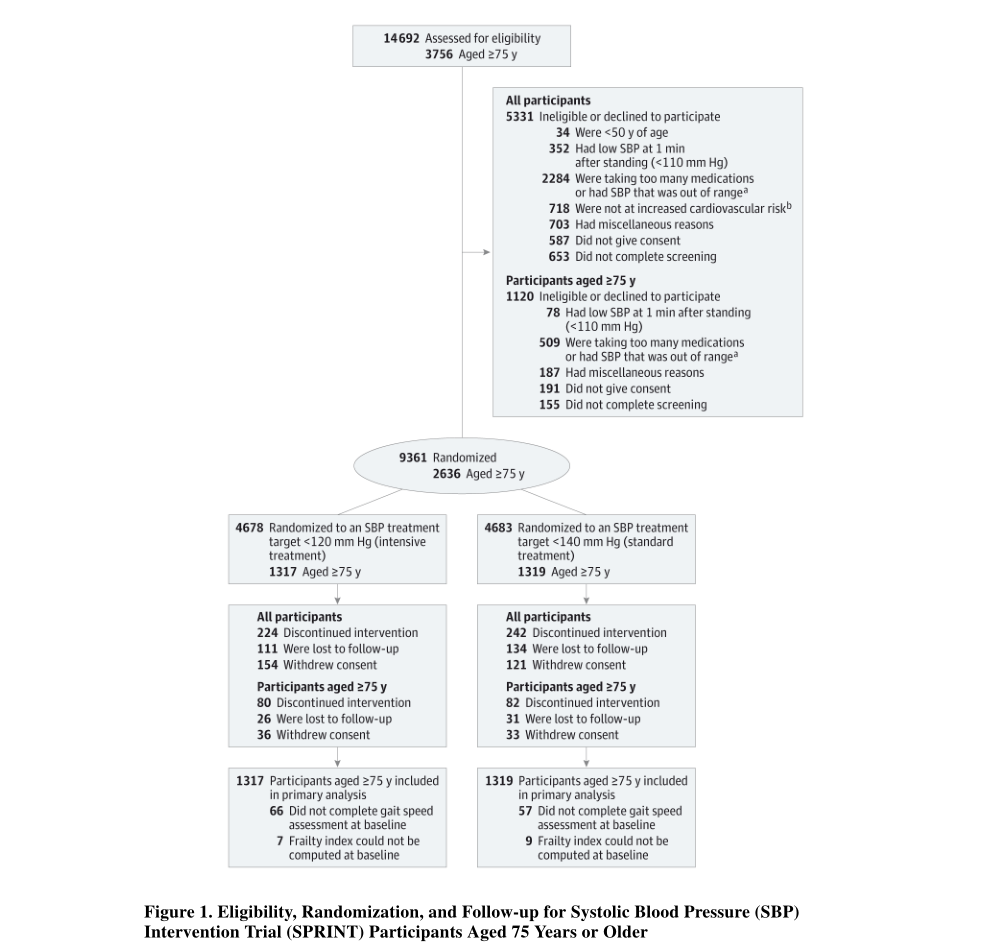 14692 Assessed for eligibility
3756 Aged ≥75 y
All participants
5331 Ineligible or declined to participate
34 Were <50 y of age
352 Had low SBP at 1 min
after standing (<110 mm Hg)
2284 Were taking too many medications
or had SBP that was out of rangeᵃ
718 Were not at increased cardiovascular riskᵇ
703 Had miscellaneous reasons
587 Did not give consent
653 Did not complete screening
Participants aged ≥75 y
1120 Ineligible or declined to participate
78 Had low SBP at 1 min after standing
(<110 mm Hg)
509 Were taking too many medications
or had SBP that was out of rangeᵃ
187 Had miscellaneous reasons
191 Did not give consent
155 Did not complete screening
9361 Randomized
2636 Aged ≥75 y
4678 Randomized to an SBP treatment
target <120 mm Hg (intensive
treatment)
1317 Aged ≥75 y
4683 Randomized to an SBP treatment
target <140 mm Hg (standard
treatment)
1319 Aged ≥75 y
All participants
224 Discontinued intervention
111 Were lost to follow-up
154 Withdrew consent
Participants aged ≥75 y
80 Discontinued intervention
26 Were lost to follow-up
36 Withdrew consent
All participants
242 Discontinued intervention
134 Were lost to follow-up
121 Withdrew consent
Participants aged ≥75 y
82 Discontinued intervention
31 Were lost to follow-up
33 Withdrew consent
1317 Participants aged ≥75 y included
in primary analysis
66 Did not complete gait speed
assessment at baseline
7 Frailty index could not be
computed at baseline
1319 Participants aged ≥75 y included
in primary analysis
57 Did not complete gait speed
assessment at baseline
9 Frailty index could not be
computed at baseline
Figure 1. Eligibility, Randomization, and Follow-up for Systolic Blood Pressure (SBP)
Intervention Trial (SPRINT) Participants Aged 75 Years or Older